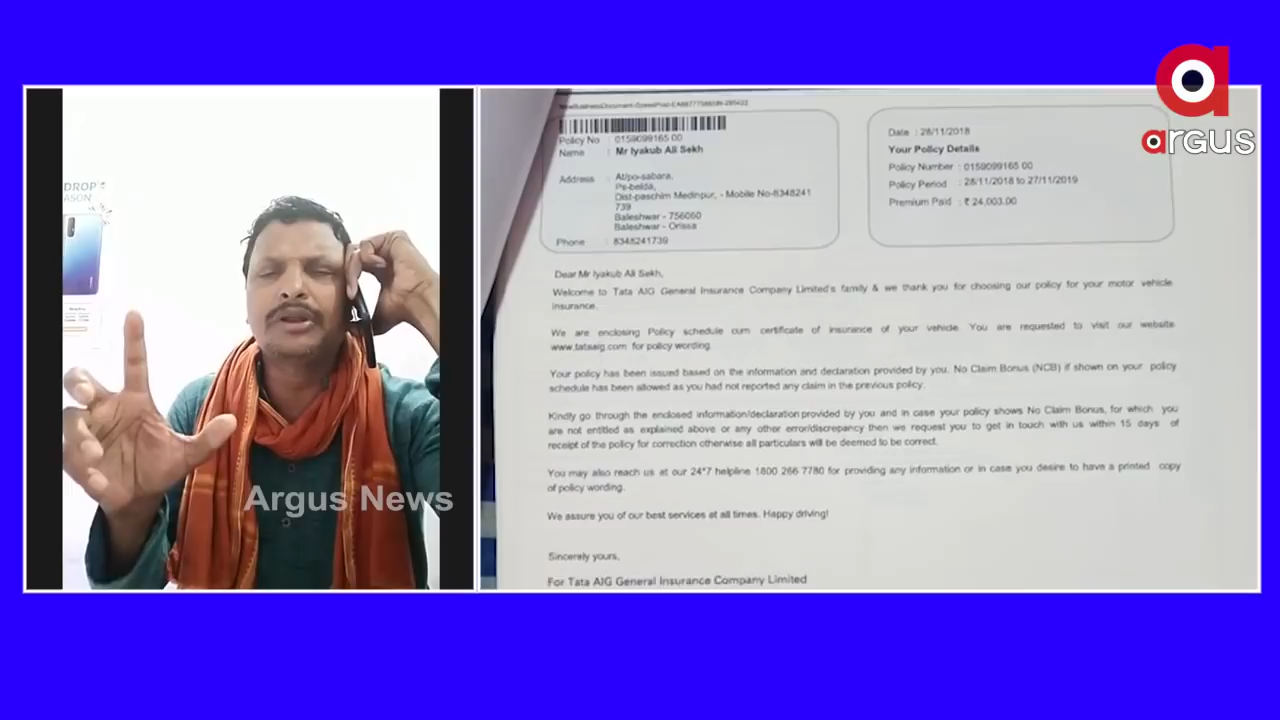 argus
DROP
ASON
Argus News
Policy No : 0159099165 00
Name : Mr Iyakub Ali Sekh
Address : At/po-sabara,
Ps-belda,
Dist-paschim Medinpur, - Mobile No-8348241
739
Baleshwar - 756060
Baleshwar - Orissa
Phone : 8348241739
Date : 28/11/2018
Your Policy Details
Policy Number : 0159099165 00
Policy Period : 28/11/2018 to 27/11/2019
Premium Paid : ₹ 24,003.00
Dear Mr Iyakub Ali Sekh,
Welcome to Tata AIG General Insurance Company Limited's family & we thank you for choosing our policy for your motor vehicle
insurance.
We are enclosing Policy schedule cum certificate of insurance of your vehicle. You are requested to visit our website
www.tataaig.com for policy wording.
Your policy has been issued based on the information and declaration provided by you. No Claim Bonus (NCB) if shown on your policy
schedule has been allowed as you had not reported any claim in the previous policy.
Kindly go through the enclosed information/declaration provided by you and in case your policy shows No Claim Bonus, for which you
are not entitled as explained above or any other error/discrepancy then we request you to get in touch with us within 15 days of
receipt of the policy for correction otherwise all particulars will be deemed to be correct.
You may also reach us at our 24*7 helpline 1800 266 7780 for providing any information or in case you desire to have a printed copy
of policy wording.
We assure you of our best services at all times. Happy driving!
Sincerely yours,
For Tata AIG General Insurance Company Limited